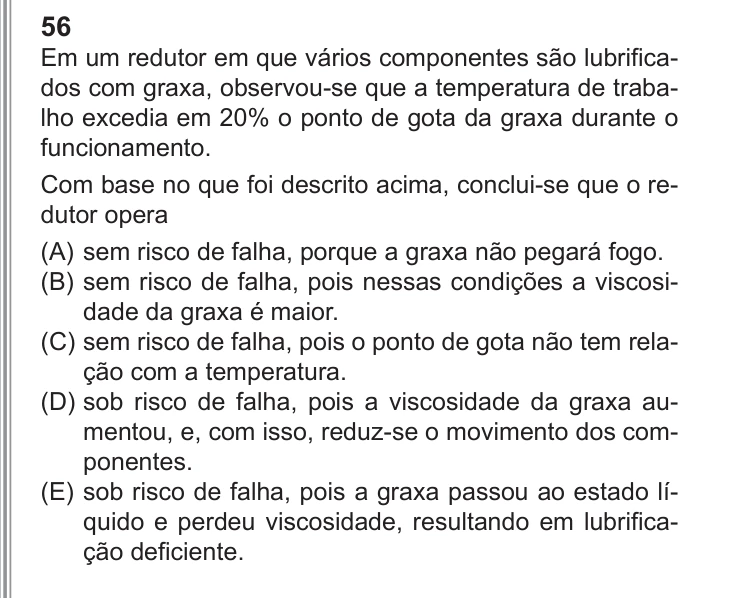 56
Em um redutor em que vários componentes são lubrifica-
dos com graxa, observou-se que a temperatura de traba-
lho excedia em 20% o ponto de gota da graxa durante o
funcionamento.
Com base no que foi descrito acima, conclui-se que o re-
dutor opera
(A) sem risco de falha, porque a graxa não pegará fogo.
(B) sem risco de falha, pois nessas condições a viscosi-
dade da graxa é maior.
(C) sem risco de falha, pois o ponto de gota não tem rela-
ção com a temperatura.
(D) sob risco de falha, pois a viscosidade da graxa au-
mentou, e, com isso, reduz-se o movimento dos com-
ponentes.
(E) sob risco de falha, pois a graxa passou ao estado lí-
quido e perdeu viscosidade, resultando em lubrifica-
ção deficiente.